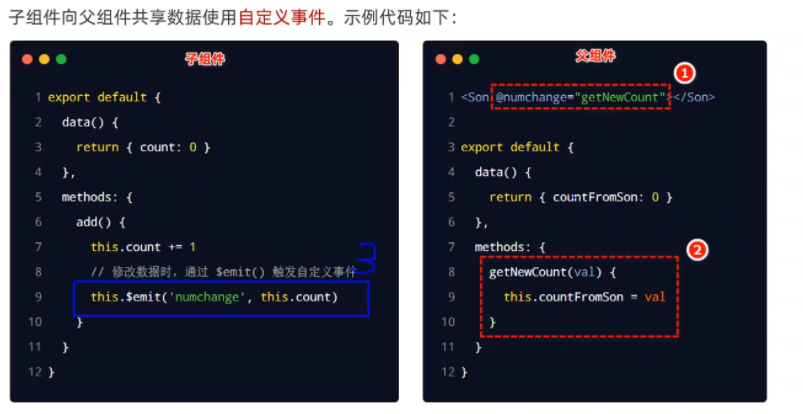 子组件向父组件共享数据使用自定义事件。示例代码如下：
子组件
1 export default {
2   data() {
3     return { count: 0 }
4   },
5   methods: {
6     add() {
7       this.count += 1
8       // 修改数据时，通过 $emit() 触发自定义事件
9       this.$emit('numchange', this.count)
10     }
11   }
12 }
3
父组件
1
1 <Son @numchange="getNewCount"></Son>
2
3 export default {
4   data() {
5     return { countFromSon: 0 }
6   },
7   methods: {
2
8     getNewCount(val) {
9       this.countFromSon = val
10     }
11   }
12 }